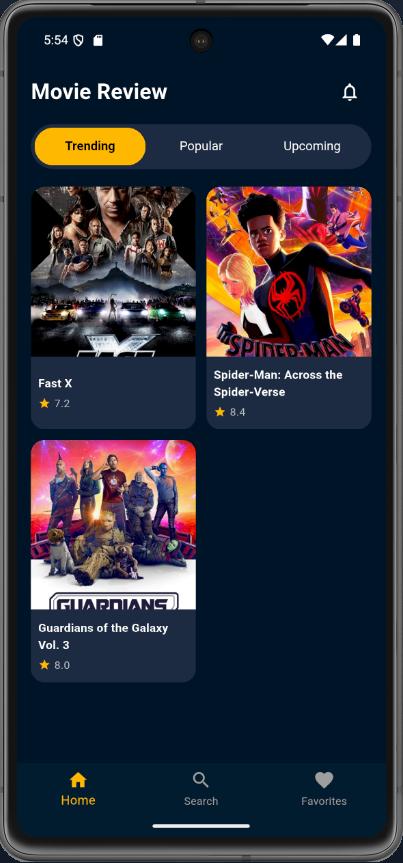 5:54
Movie Review
Trending
Popular
Upcoming
SPIDER-MAN
Fast X
7.2
Spider-Man: Across the
Spider-Verse
8.4
GUARDIANS
Guardians of the Galaxy
Vol. 3
8.0
Home
Search
Favorites